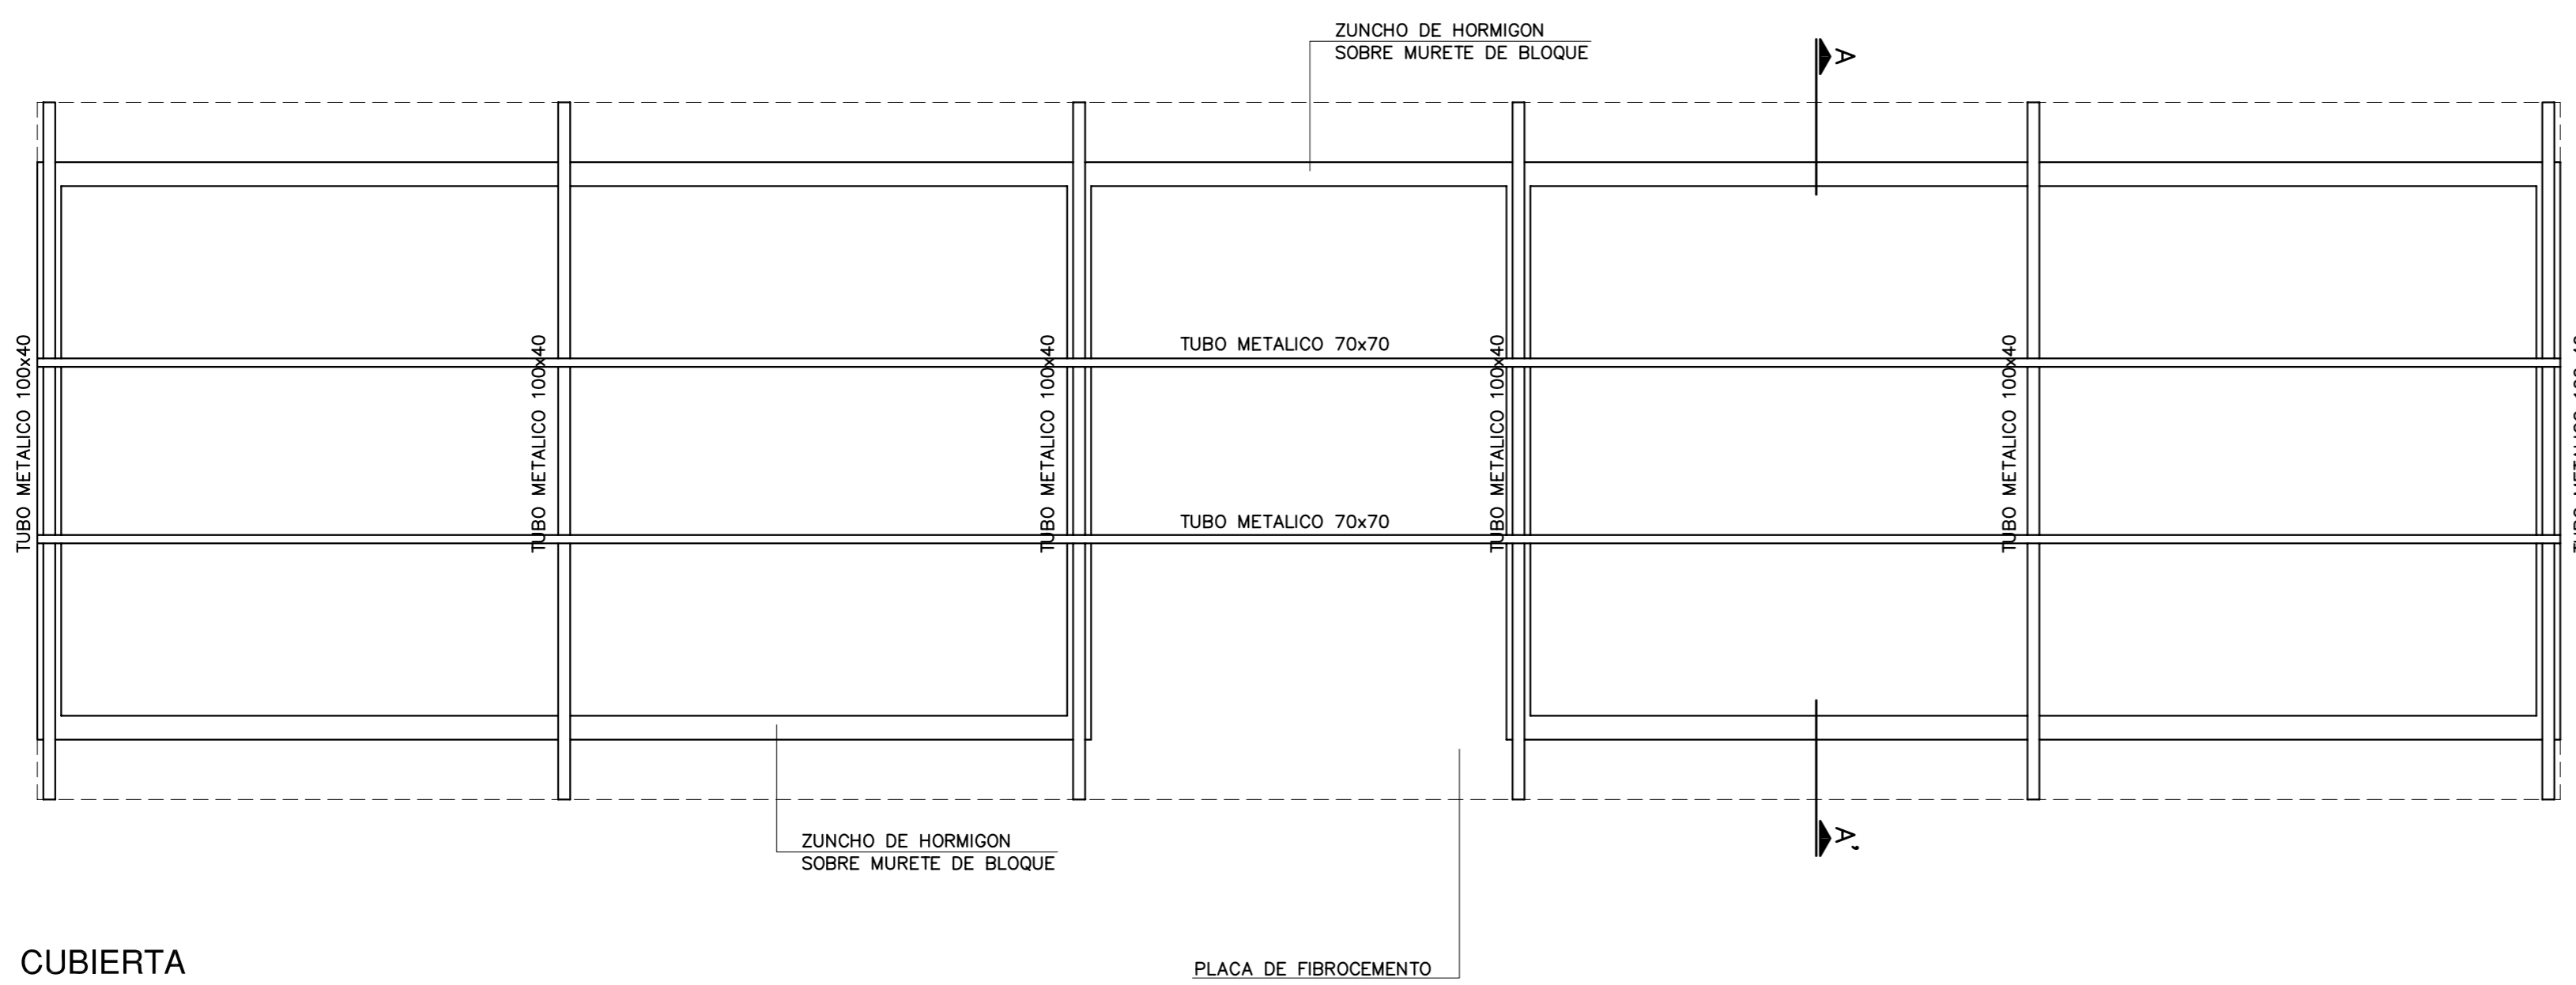 ZUNCHO DE HORMIGON
SOBRE MURETE DE BLOQUE
A
TUBO METALICO 100x40
TUBO METALICO 100x40
TUBO METALICO 100x40
TUBO METALICO 70x70
TUBO METALICO 100x40
TUBO METALICO 100x40
TUBO METALICO 70x70
ZUNCHO DE HORMIGON
SOBRE MURETE DE BLOQUE
A'
CUBIERTA
PLACA DE FIBROCEMENTO